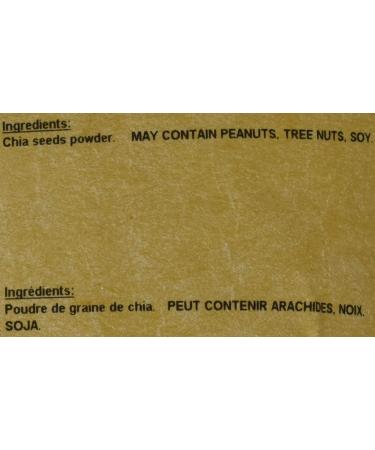 Ingredients:
Chia seeds powder. MAY CONTAIN PEANUTS, TREE NUTS, SOY.
Ingrédients:
Poudre de graine de chia. PEUT CONTENIR ARACHIDES, NOIX,
SOJA.